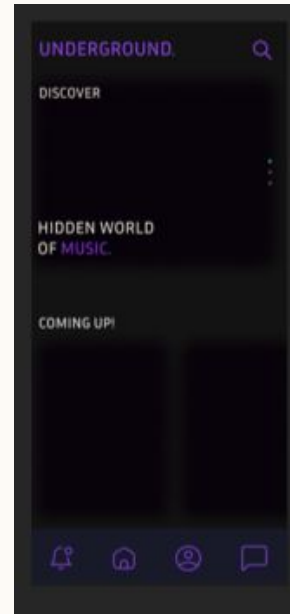 UNDERGROUND.
DISCOVER
HIDDEN WORLD
OF MUSIC.
COMING UP!